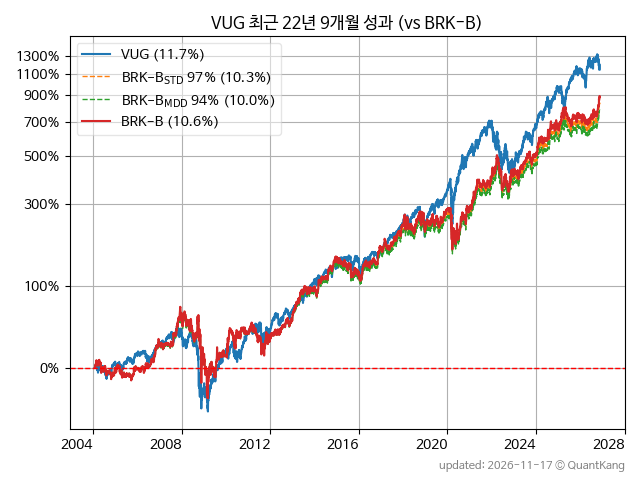 VUG 최근 22년 9개월 성과 (vs BRK-B)
VUG (11.7%)
BRK-B_STD 97% (10.3%)
BRK-B_MDD 94% (10.0%)
BRK-B (10.6%)
1300%
1100%
900%
700%
500%
300%
100%
0%
2004 2008 2012 2016 2020 2024 2028
updated: 2026-11-17 © QuantKang